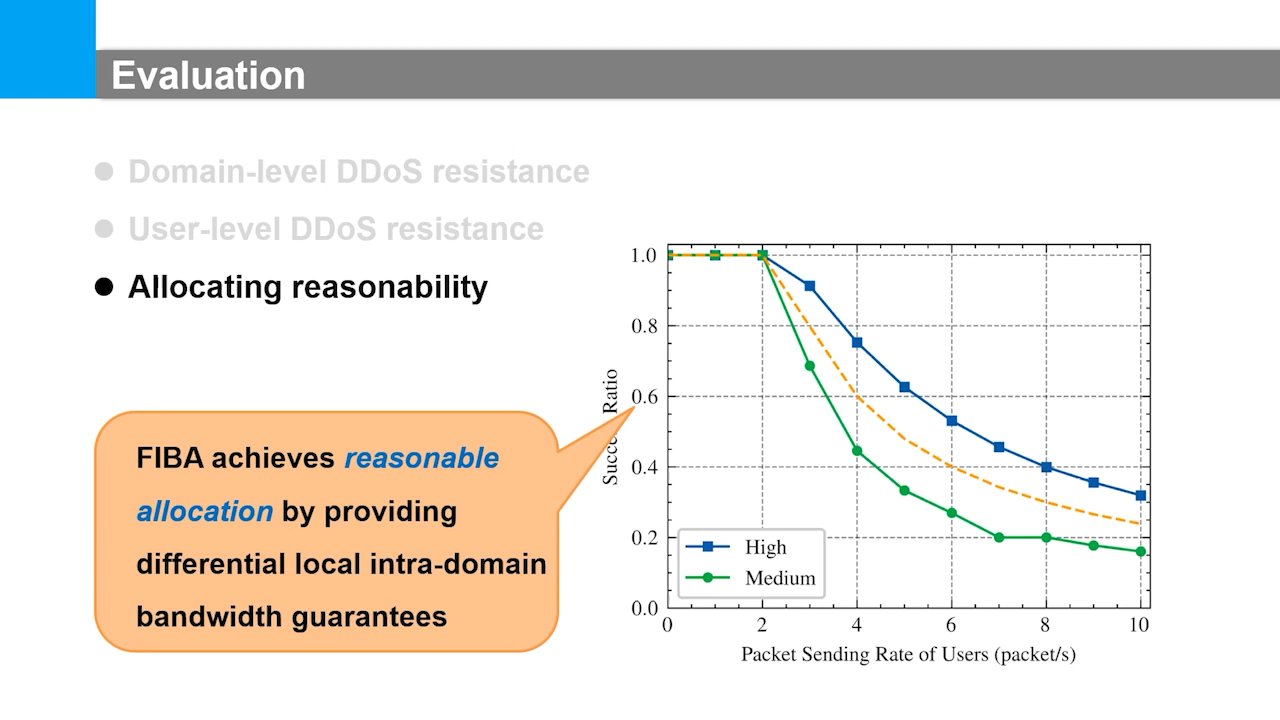 Evaluation
Domain-level DDoS resistance
User-level DDoS resistance
Allocating reasonability
FIBA achieves reasonable
allocation by providing
differential local intra-domain
bandwidth guarantees
Ratio
1.0
0.8
0.6
0.4
0.2
0.0
High
Medium
0 2 4 6 8 10
Packet Sending Rate of Users (packet/s)